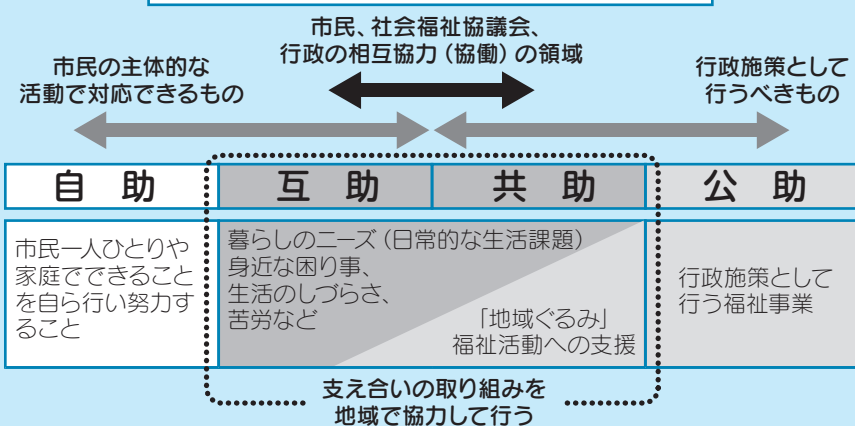 市民、社会福祉協議会、
行政の相互協力（協働）の領域
市民の主体的な
活動で対応できるもの
行政施策として
行うべきもの
自助
互助
共助
公助
市民一人ひとりや
家庭でできること
を自ら行い努力す
ること
暮らしのニーズ（日常的な生活課題）
身近な困り事、
生活のしづらさ、
苦労など
「地域ぐるみ」
福祉活動への支援
行政施策として
行う福祉事業
支え合いの取り組みを
地域で協力して行う